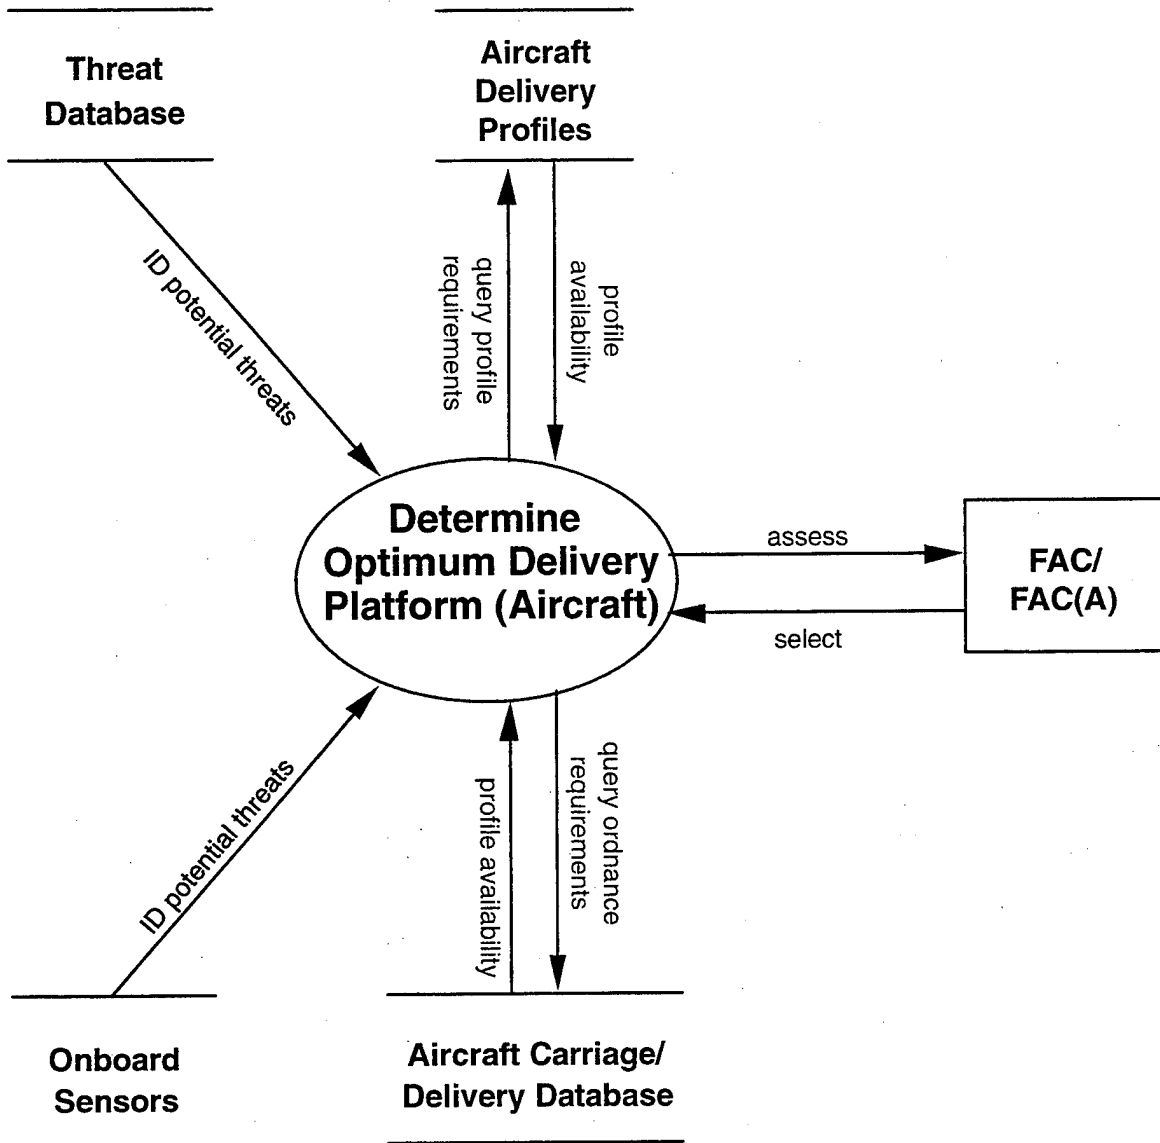 Threat
Database
Aircraft
Delivery
Profiles
ID potential threats
query profile
requirements
profile
availability
Determine
Optimum Delivery
Platform (Aircraft)
assess
select
FAC/
FAC(A)
ID potential threats
profile availability
query ordnance
requirements
Onboard
Sensors
Aircraft Carriage/
Delivery Database